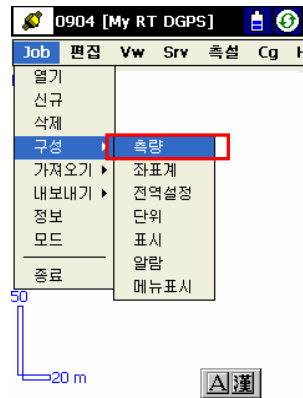 0904 [My RT DGPS]
Job 편집 Vw Srv 측설 Cg H
열기
신규
삭제
구성 측량
가져오기 좌표계
내보내기 전역설정
정보 단위
모드 표시
알람
종료 메뉴표시
50
20 m
A 漢